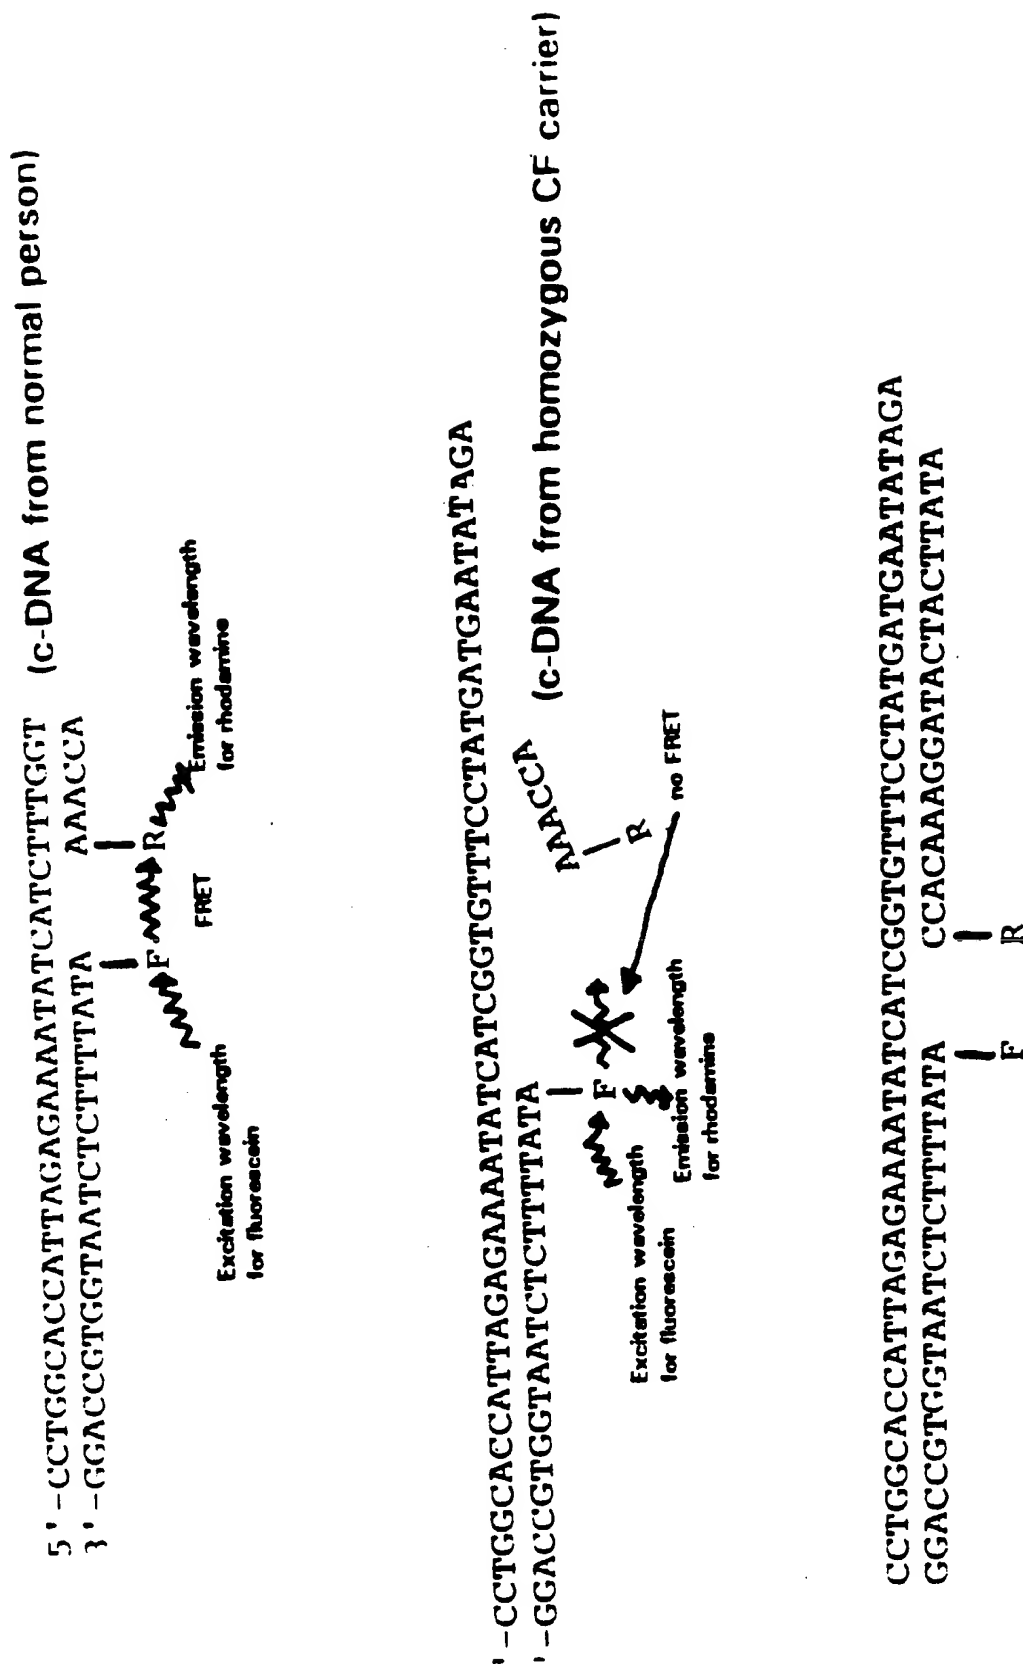 5'-CCTGGCACCATTAGAGAAAATATCATCTTTGGT (c-DNA from normal person)
3'-GGACCGTGGTAATCTCTTTTATA AAACCA
F R
FRET
Excitation wavelength
for fluorescein
Emission wavelength
for rhodamine
'-CCTGGCACCATTAGAGAAAATATCATCGGTGTTTCCTATGATGAATATAGA
'-GGACCGTGGTAATCTCTTTTATA
AAACCA
(c-DNA from homozygous CF carrier)
F R
no FRET
Excitation wavelength
for fluorescein
Emission wavelength
for rhodamine
CCTGGCACCATTAGAGAAAATATCATCGGTGTTTCCTATGATGAATATAGA
GGACCGTGGTAATCTCTTTTATA CCACAAAGGATACTACTTATA
F R